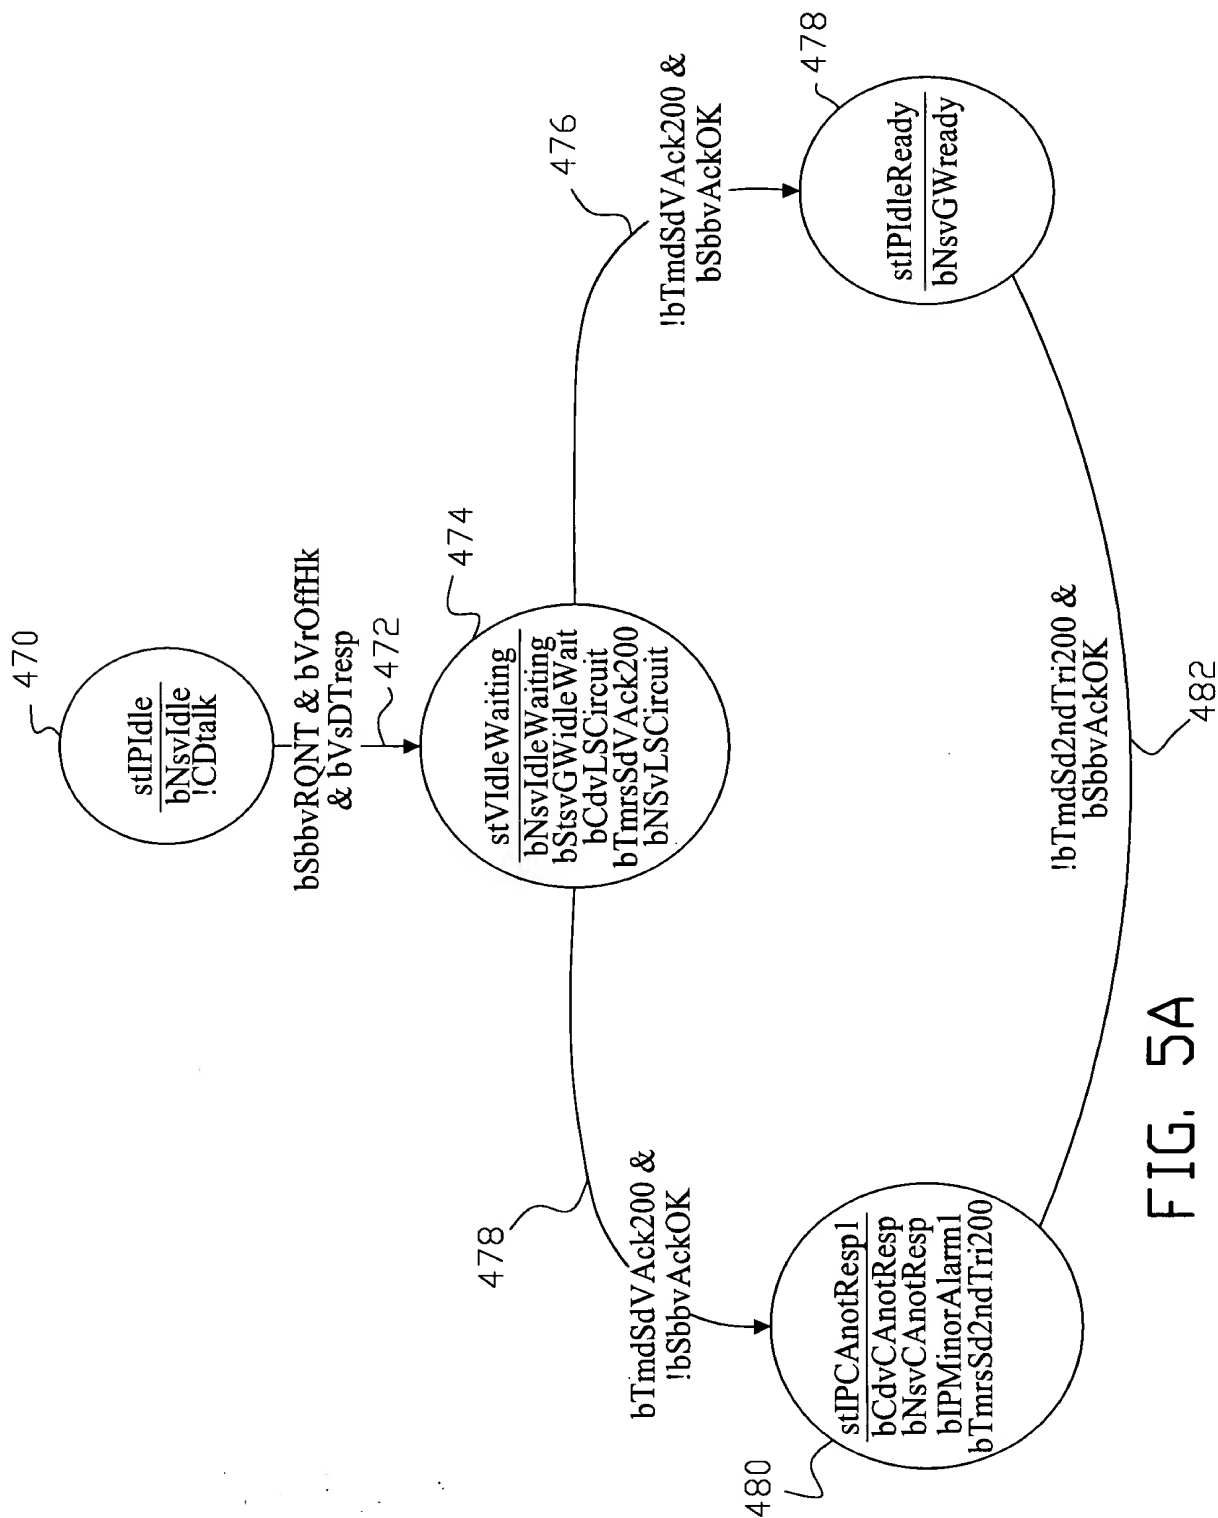 470
stIPIdle
bNsvIdle
!CDtalk
bSbbvRQNT & bVrOffHk
& bVsDTresp
472
474
stVIdleWaiting
bNsvIdleWaiting
bStsvGWidleWait
bCdvLSCircuit
bTmrsSdVAck200
bNSvLSCircuit
476
!bTmdSdVAck200 &
bSbbvAckOK
478
stIPIdleReady
bNsvGWready
478
bTmdSdVAck200 &
!bSbbvAckOK
480
stIPCAnotResp1
bCdvCAnotResp
bNsvCAnotResp
bIPMinorAlarm1
bTmrsSd2ndTri200
!bTmdSd2ndTri200 &
bSbbvAckOK
482
FIG. 5A